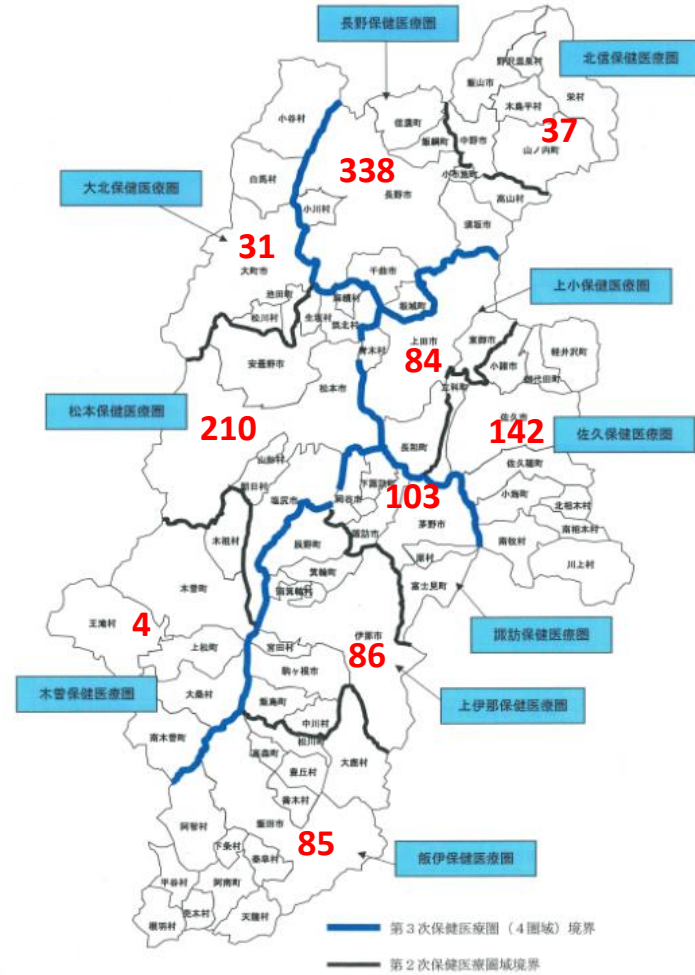 長野保健医療圏
北信保健医療圏
野沢温泉村
飯山市
栄村
木島平村
小谷村
信濃町
飯綱町
中野市
37
山ノ内町
338
小布施町
白馬村
長野市
高山村
大北保健医療圏
小川村
須坂市
31
大町市
千曲市
上小保健医療圏
池田町
麻績村
坂城町
松川村
生坂村
筑北村
上田市
東御市
軽井沢町
安曇野市
青木村
84
小諸市
御代田町
松本市
立科町
松本保健医療圏
佐久市
210
142
佐久保健医療圏
長和町
山形村
佐久穂町
朝日村
下諏訪町
103
小海町
塩尻市
岡谷市
北相木村
茅野市
木祖村
諏訪市
南相木村
辰野町
南牧村
原村
川上村
箕輪町
木曽町
南箕輪村
富士見町
王滝村
4
伊那市
諏訪保健医療圏
上松町
宮田村
86
駒ヶ根市
木曽保健医療圏
大桑村
上伊那保健医療圏
飯島町
中川村
南木曽町
松川町
高森町
大鹿村
豊丘村
喬木村
阿智村
飯田市
85
下条村
泰阜村
飯伊保健医療圏
平谷村
阿南町
売木村
根羽村
天龍村
第3次保健医療圏(4圏域)境界
第2次保健医療圏域境界